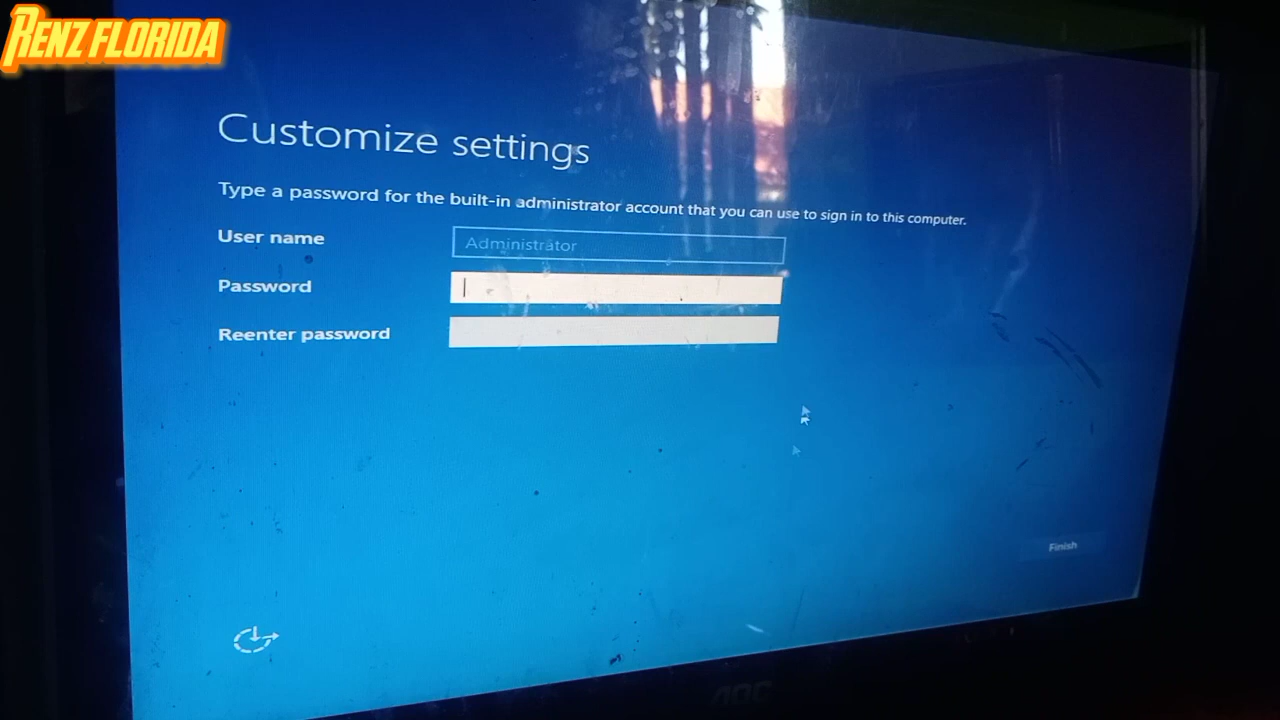 RENZ FLORIDA
Customize settings
Type a password for the built-in administrator account that you can use to sign in to this computer.
User name
Administrator
Password
Reenter password
Finish
AOC